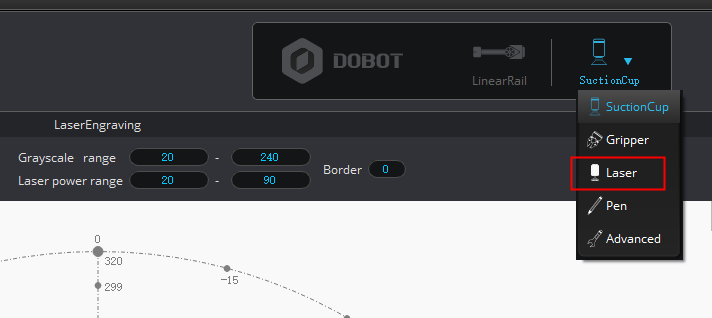 DOBOT
LinearRail
SuctionCup
SuctionCup
Gripper
Laser
Pen
Advanced
LaserEngraving
Grayscale range 20 - 240
Laser power range 20 - 90
Border 0
0
320
299
-15